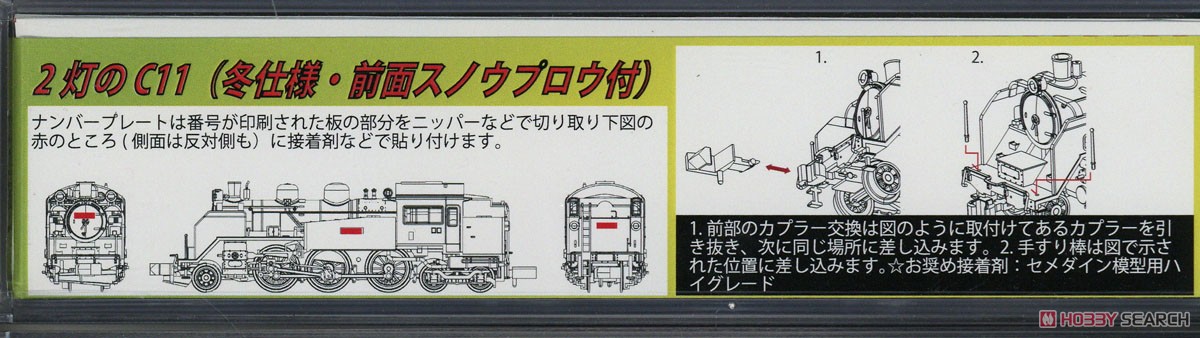 2灯のC11（冬仕様・前面スノウプロウ付）
ナンバープレートは番号が印刷された板の部分をニッパーなどで切り取り下図の
赤のところ(側面は反対側も）に接着剤などで貼り付けます。
1.
2.
1. 前部のカプラー交換は図のように取付けてあるカプラーを引
き抜き、次に同じ場所に差し込みます。2. 手すり棒は図で示さ
れた位置に差し込みます。☆お奨め接着剤：セメダイン模型用ハ
イグレード
HOBBY SEARCH